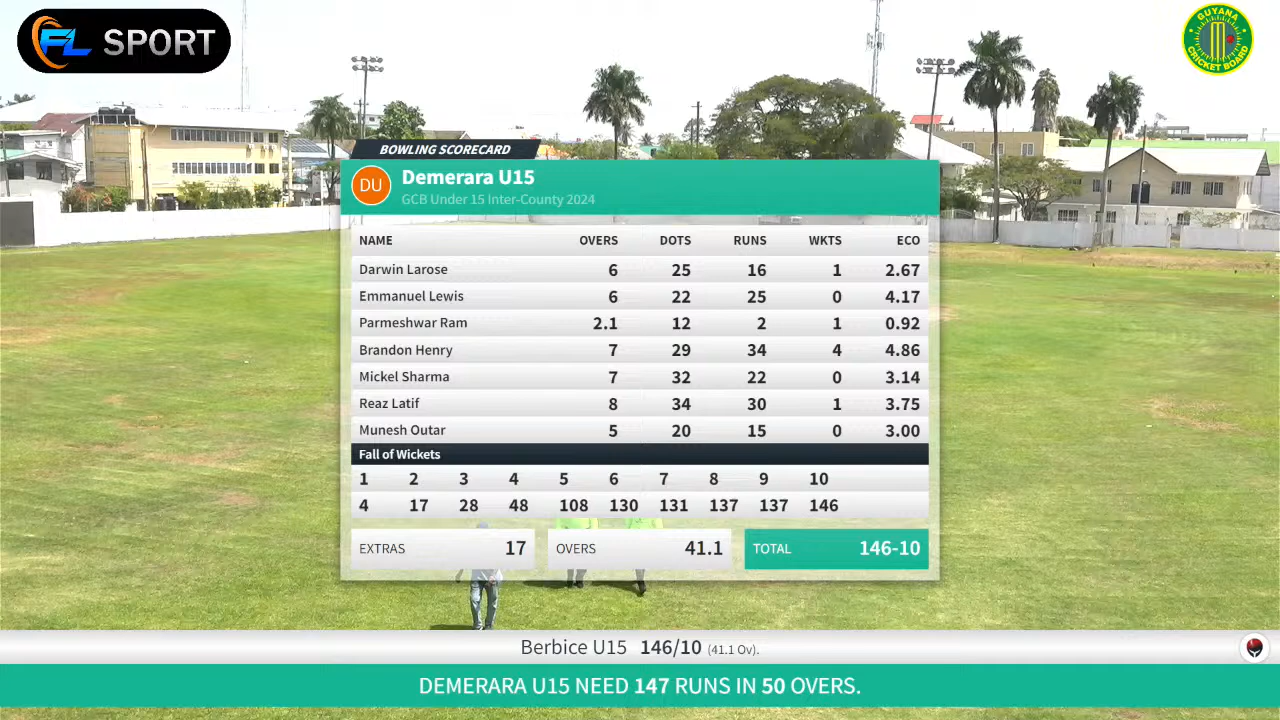 FL SPORT
GUYANA
CRICKET BOARD
BOWLING SCORECARD
DU
Demerara U15
GCB Under 15 Inter-County 2024
NAME OVERS DOTS RUNS WKTS ECO
Darwin Larose 6 25 16 1 2.67
Emmanuel Lewis 6 22 25 0 4.17
Parmeshwar Ram 2.1 12 2 1 0.92
Brandon Henry 7 29 34 4 4.86
Mickel Sharma 7 32 22 0 3.14
Reaz Latif 8 34 30 1 3.75
Munesh Outar 5 20 15 0 3.00
Fall of Wickets
1 2 3 4 5 6 7 8 9 10
4 17 28 48 108 130 131 137 137 146
EXTRAS 17 OVERS 41.1 TOTAL 146-10
Berbice U15 146/10 (41.1 Ov).
DEMERARA U15 NEED 147 RUNS IN 50 OVERS.